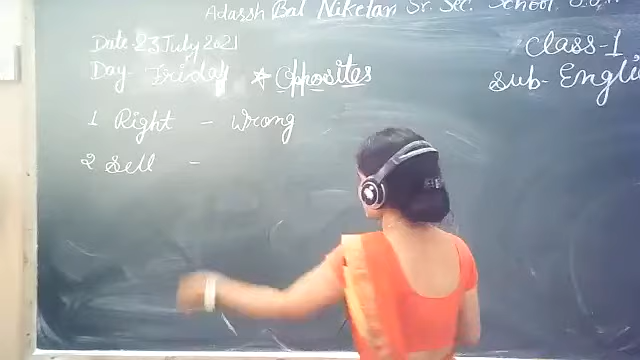 Adarsh Bal Niketan Sr. Sec. School
Date-23 July 2021
Class-1
Day- Friday * Opposites
Sub- Engli
1 Right - Wrong
2 Sell -